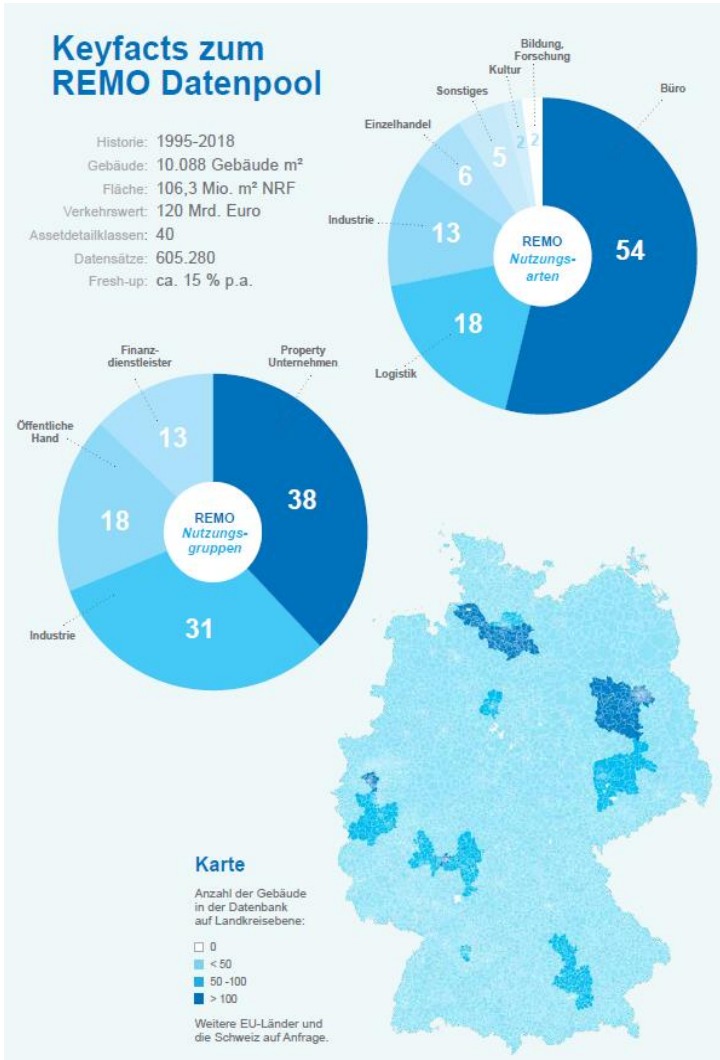 Keyfacts zum
REMO Datenpool
Historie: 1995-2018
Gebäude: 10.088 Gebäude m²
Fläche: 106,3 Mio. m² NRF
Verkehrswert: 120 Mrd. Euro
Assetdetailklassen: 40
Datensätze: 605.280
Fresh-up: ca. 15 % p.a.
Bildung,
Forschung
Kultur
Sonstiges
Büro
Einzelhandel
Industrie
Logistik
2
2
5
6
13
18
54
REMO
Nutzungs-
arten
Finanz-
dienstleister
Property
Unternehmen
Öffentliche
Hand
Industrie
13
38
18
31
REMO
Nutzungs-
gruppen
Karte
Anzahl der Gebäude
in der Datenbank
auf Landkreisebene:
0
< 50
50 -100
> 100
Weitere EU-Länder und
die Schweiz auf Anfrage.